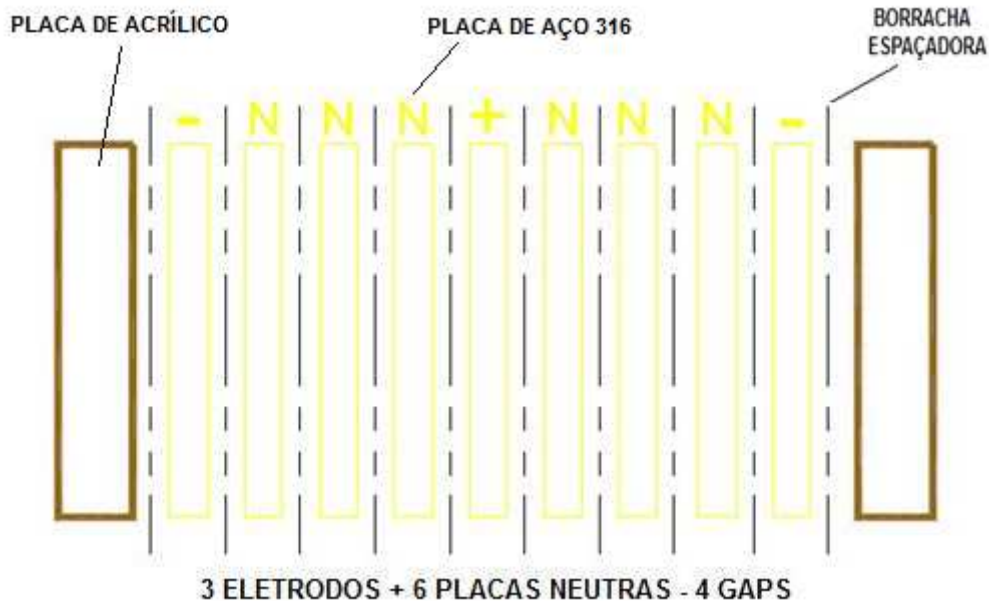 PLACA DE ACRÍLICO
PLACA DE AÇO 316
BORRACHA
ESPAÇADORA
- N N N + N N N -
3 ELETRODOS + 6 PLACAS NEUTRAS - 4 GAPS